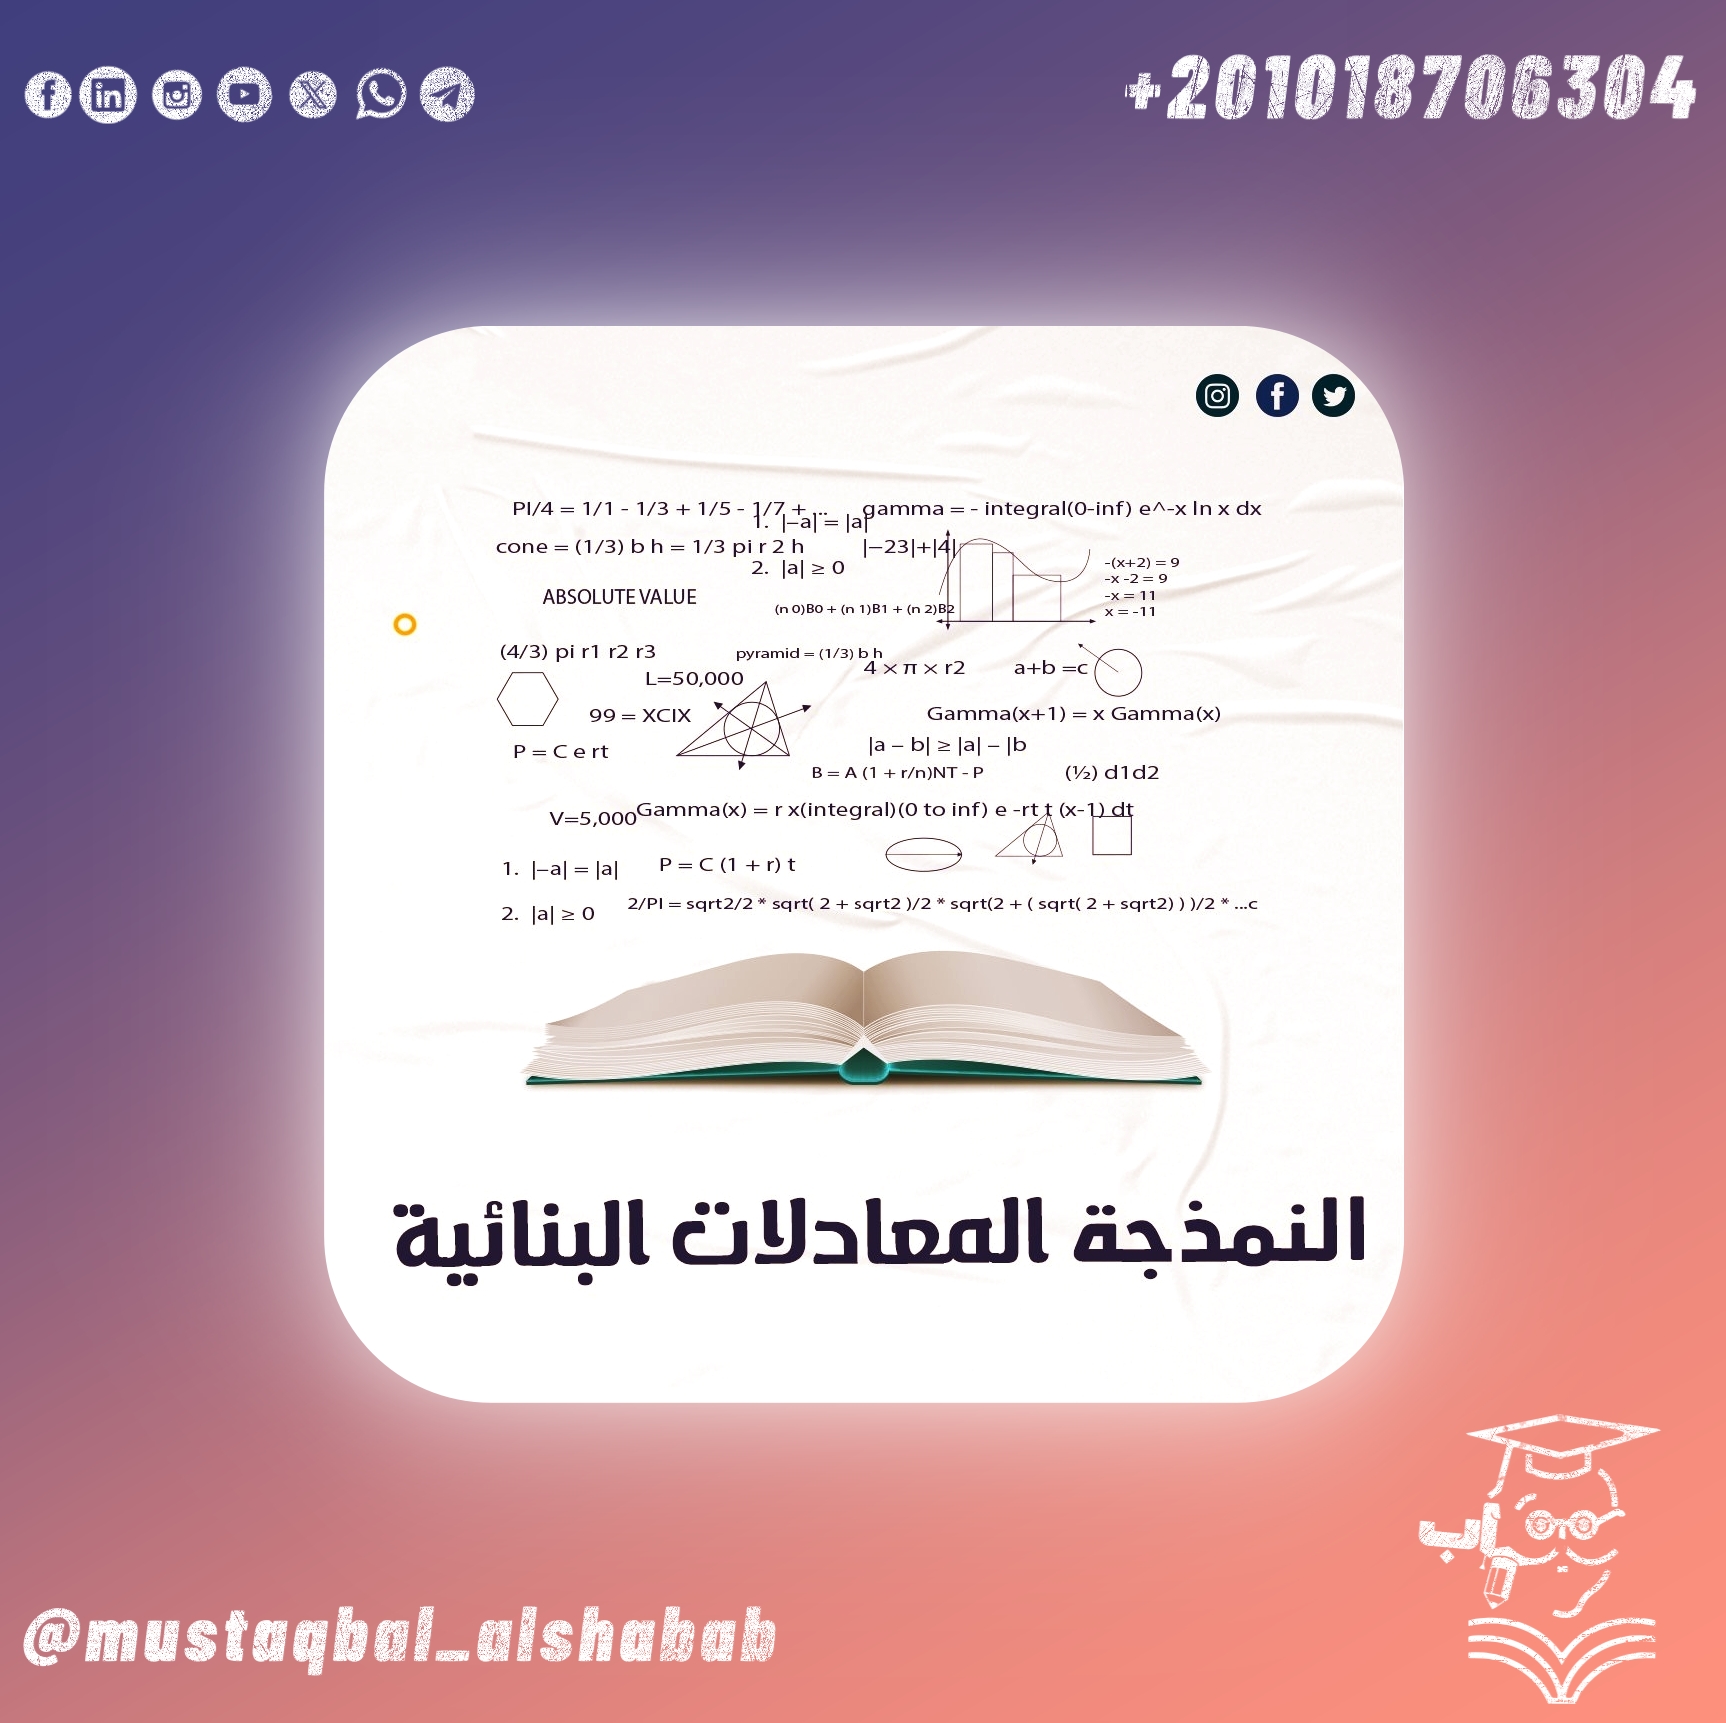 +201018706304
PI/4 = 1/1 - 1/3 + 1/5 - 1/7 + ...
gamma = - integral(0-inf) e^-x ln x dx
1. |–a| = |a|
cone = (1/3) b h = 1/3 pi r 2 h
|–23|+|4|
2. |a| ≥ 0
-(x+2) = 9
-x -2 = 9
-x = 11
x = -11
ABSOLUTE VALUE
(n 0)B0 + (n 1)B1 + (n 2)B2
(4/3) pi r1 r2 r3
pyramid = (1/3) b h
4 × π × r2
a+b =c
L=50,000
99 = XCIX
Gamma(x+1) = x Gamma(x)
P = C e rt
|a – b| ≥ |a| – |b
B = A (1 + r/n)NT - P
(½) d1d2
V=5,000
Gamma(x) = r x(integral)(0 to inf) e -rt t (x-1) dt
1. |–a| = |a|
P = C (1 + r) t
2. |a| ≥ 0
2/PI = sqrt2/2 * sqrt( 2 + sqrt2 )/2 * sqrt(2 + ( sqrt( 2 + sqrt2) ) )/2 * ...c
النمذجة المعادلات البنائية
@mustaqbal_alshabab